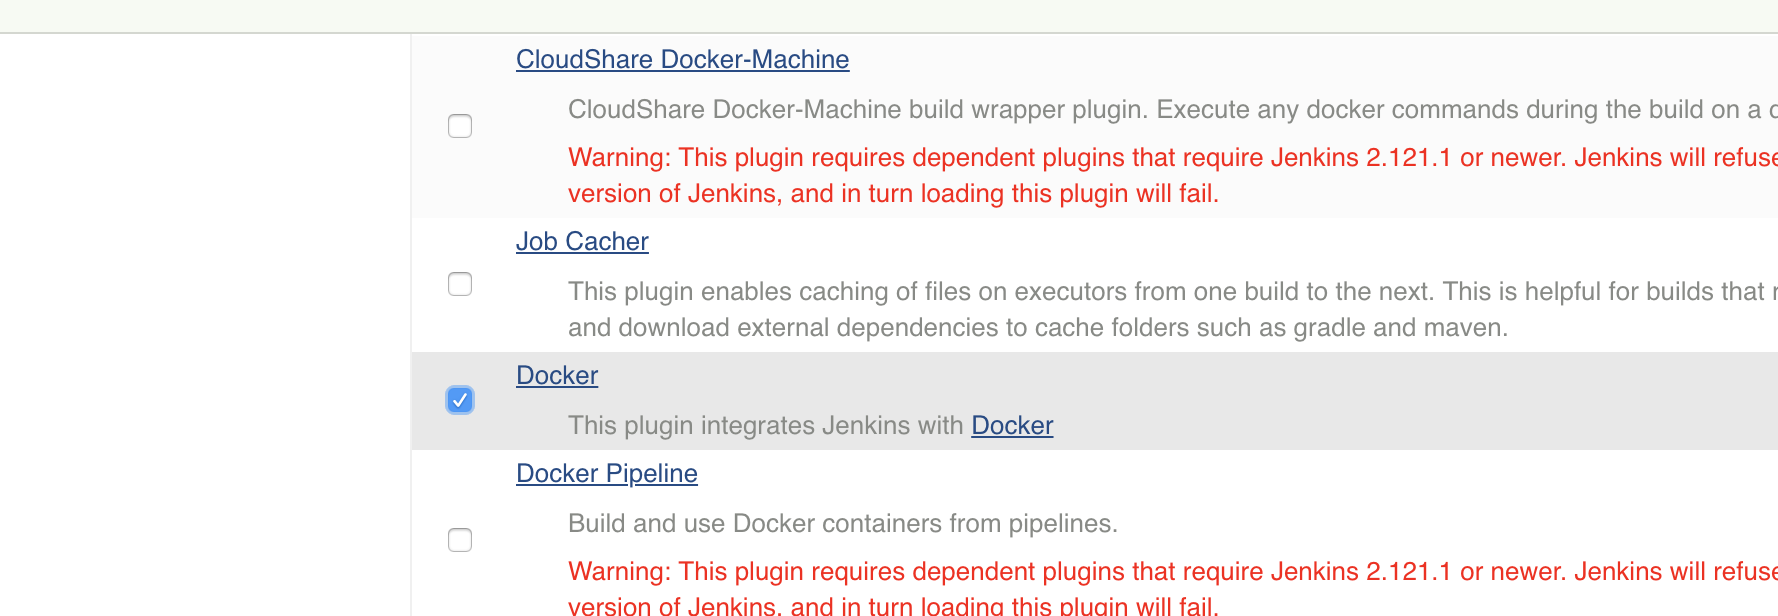 CloudShare Docker-Machine
CloudShare Docker-Machine build wrapper plugin. Execute any docker commands during the build on a
Warning: This plugin requires dependent plugins that require Jenkins 2.121.1 or newer. Jenkins will refuse
version of Jenkins, and in turn loading this plugin will fail.
Job Cacher
This plugin enables caching of files on executors from one build to the next. This is helpful for builds that
and download external dependencies to cache folders such as gradle and maven.
Docker
This plugin integrates Jenkins with Docker
Docker Pipeline
Build and use Docker containers from pipelines.
Warning: This plugin requires dependent plugins that require Jenkins 2.121.1 or newer. Jenkins will refuse
version of Jenkins, and in turn loading this plugin will fail.